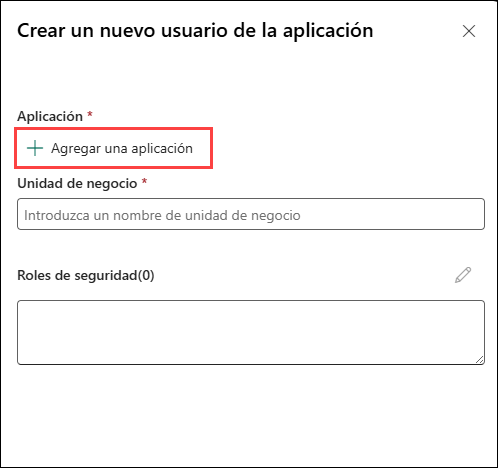 Crear un nuevo usuario de la aplicación
Aplicación *
Agregar una aplicación
Unidad de negocio *
Introduzca un nombre de unidad de negocio
Roles de seguridad(0)